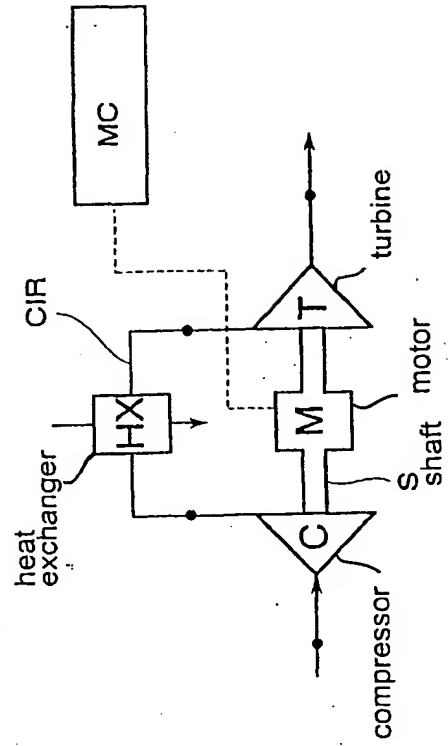 MC
CIR
heat
exchanger
HX
C
M
T
S
shaft
motor
turbine
compressor